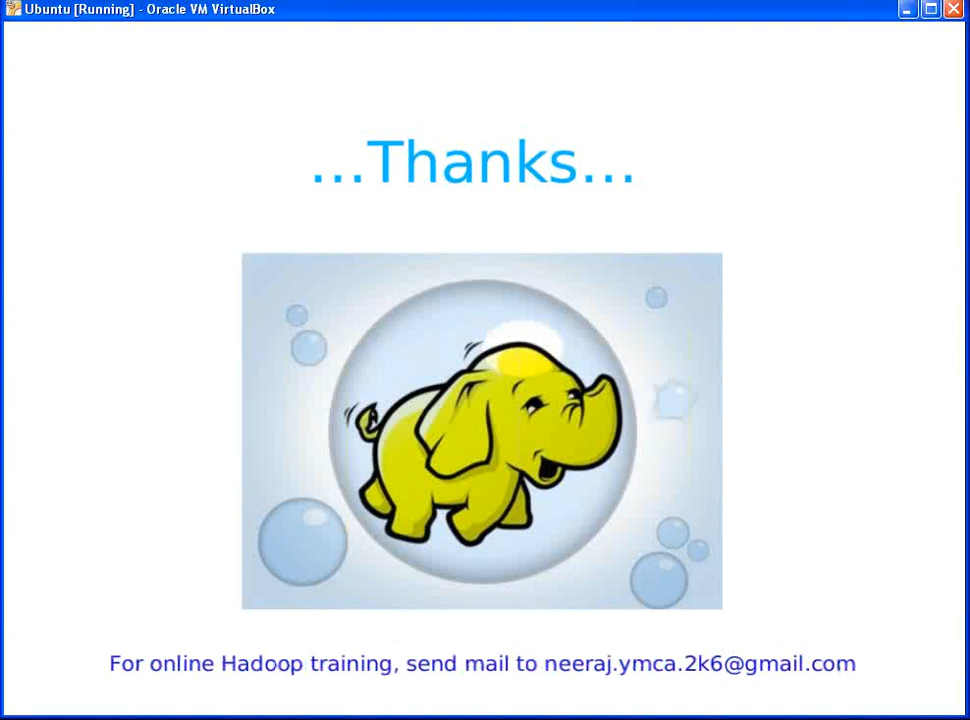 Ubuntu [Running] - Oracle VM VirtualBox
...Thanks...
For online Hadoop training, send mail to neeraj.ymca.2k6@gmail.com